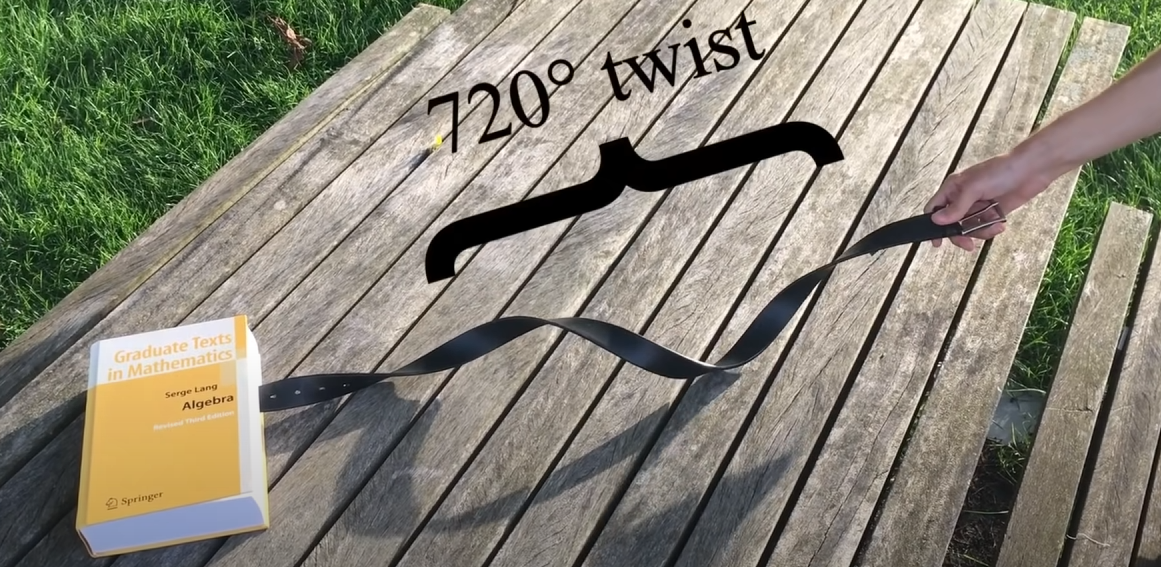 720° twist
Graduate Texts
in Mathematics
Serge Lang
Algebra
Revised Third Edition
Springer